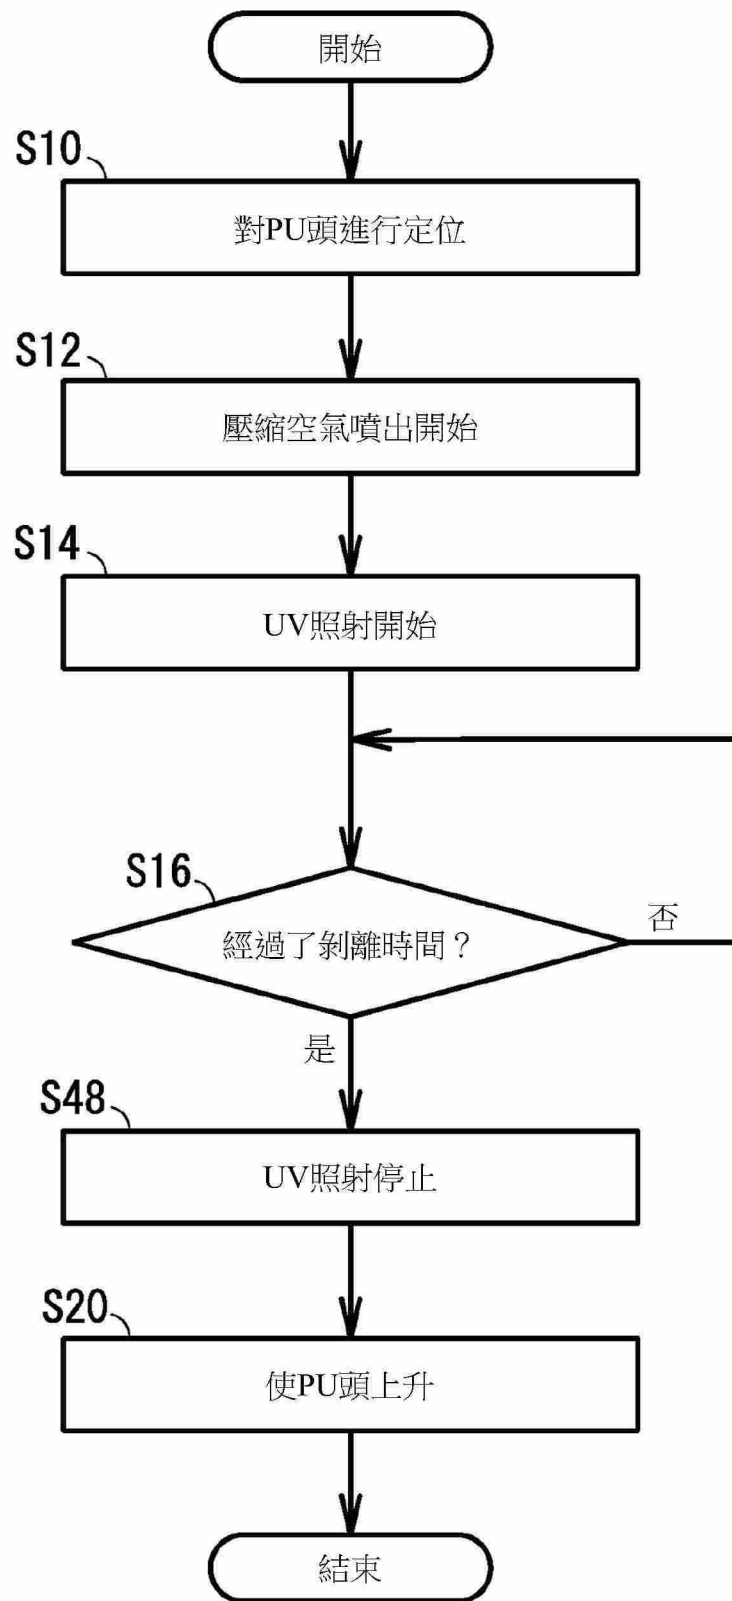 開始
S10
對PU頭進行定位
S12
壓縮空氣噴出開始
S14
UV照射開始
S16
經過了剝離時間？
否
是
S48
UV照射停止
S20
使PU頭上升
結束